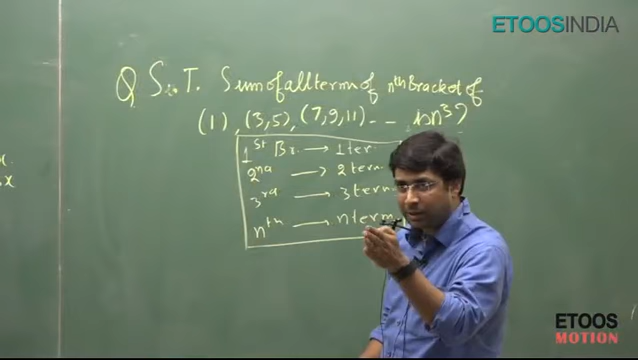 ETOOSINDIA
Q S.T. Sum of all term of nth Bracket of
(1), (3,5), (7,9,11) - - , is n³?
1st Br. → 1 ter
2nd → 2 term
3rd → 3 term
nth → n term
x.
x
ETOOS
MOTION